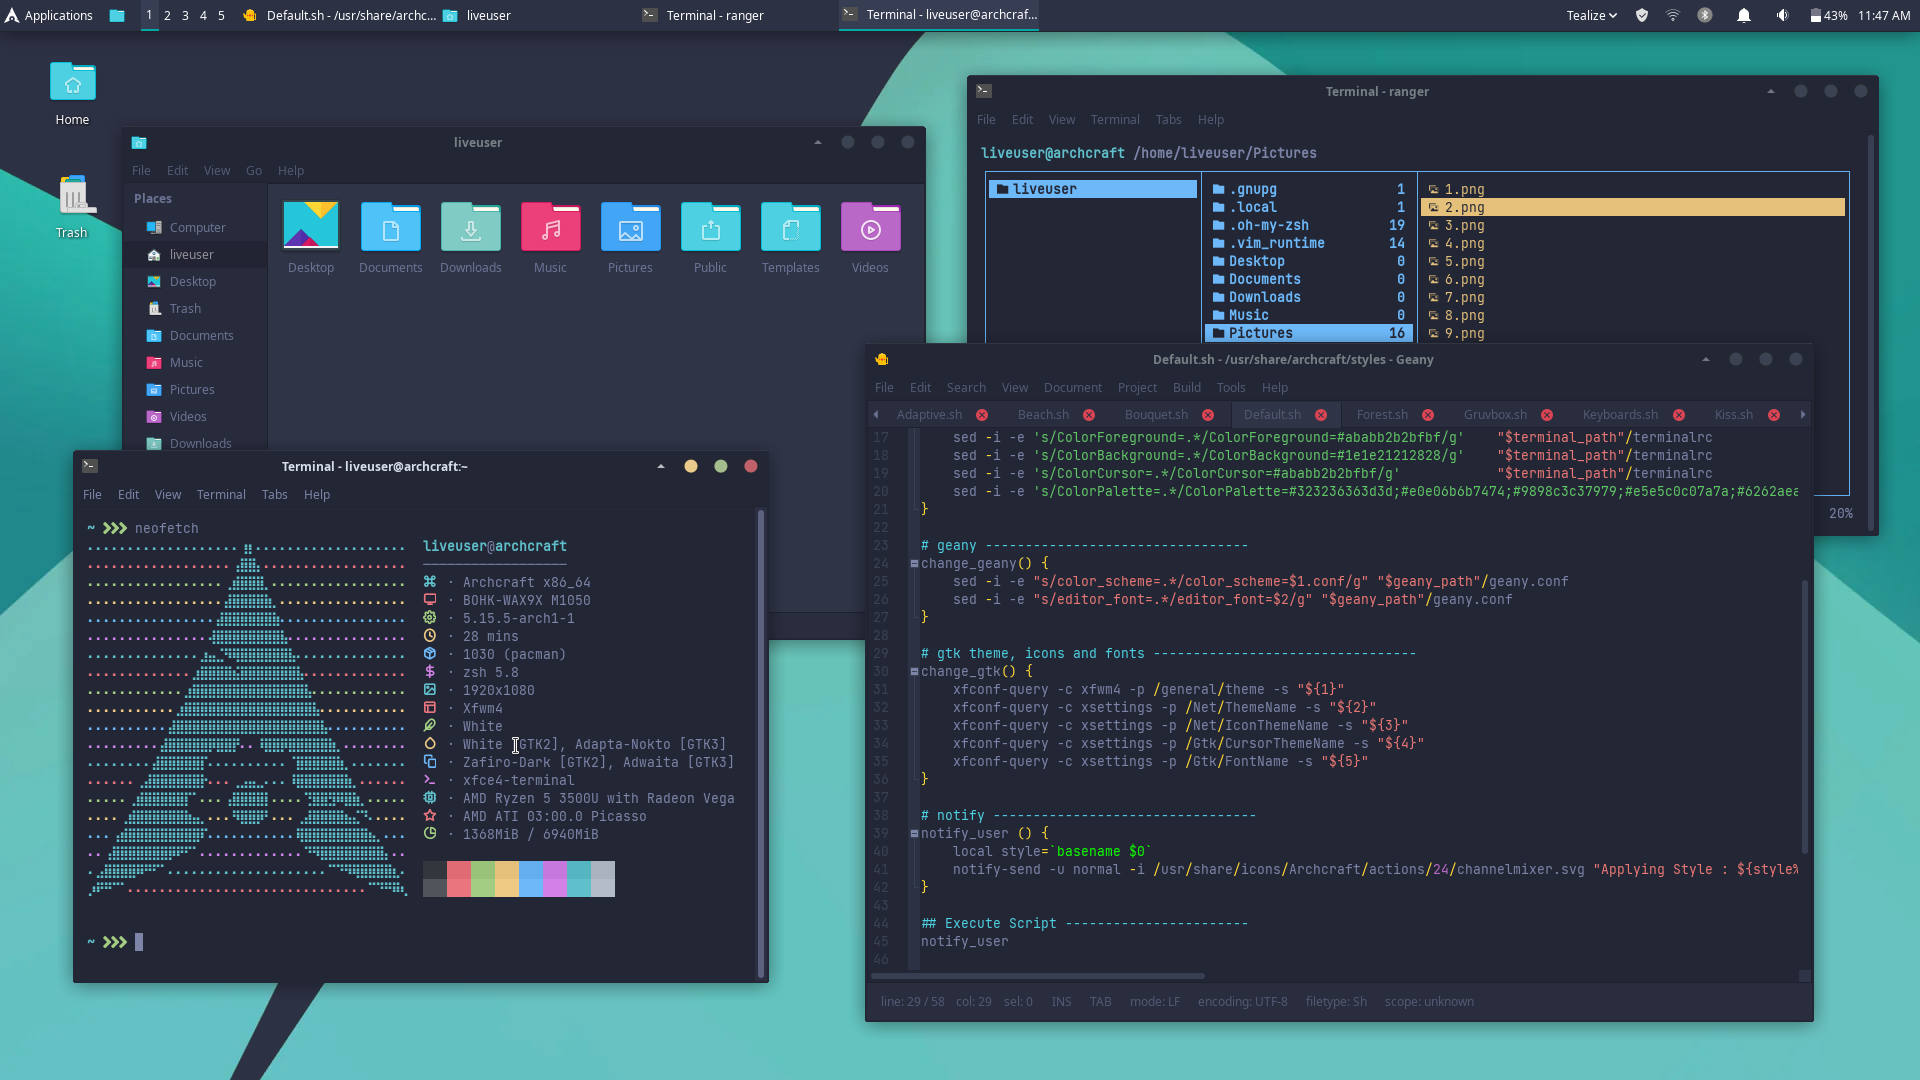 Applications
1 2 3 4 5
Default.sh - /usr/share/archc...
liveuser
Terminal - ranger
Terminal - liveuser@archcraf...
Tealize
43%
11:47 AM
Home
Trash
liveuser
File Edit View Go Help
Places
Computer
liveuser
Desktop
Trash
Documents
Music
Pictures
Videos
Downloads
Desktop Documents Downloads Music Pictures Public Templates Videos
Terminal - ranger
File Edit View Terminal Tabs Help
liveuser@archcraft /home/liveuser/Pictures
liveuser
.gnupg 1
.local 1
.oh-my-zsh 19
.vim_runtime 14
Desktop 0
Documents 0
Downloads 0
Music 0
Pictures 16
1.png
2.png
3.png
4.png
5.png
6.png
7.png
8.png
9.png
20%
Terminal - liveuser@archcraft:~
File Edit View Terminal Tabs Help
~ neofetch
liveuser@archcraft
· Archcraft x86_64
· BOHK-WAX9X M1050
· 5.15.5-arch1-1
· 28 mins
· 1030 (pacman)
· zsh 5.8
· 1920x1080
· Xfwm4
· White
· White [GTK2], Adapta-Nokto [GTK3]
· Zafiro-Dark [GTK2], Adwaita [GTK3]
· xfce4-terminal
· AMD Ryzen 5 3500U with Radeon Vega
· AMD ATI 03:00.0 Picasso
· 1368MiB / 6940MiB
~
Default.sh - /usr/share/archcraft/styles - Geany
File Edit Search View Document Project Build Tools Help
Adaptive.sh Beach.sh Bouquet.sh Default.sh Forest.sh Gruvbox.sh Keyboards.sh Kiss.sh
17 sed -i -e 's/ColorForeground=.*/ColorForeground=#ababb2b2bfbf/g' "$terminal_path"/terminalrc
18 sed -i -e 's/ColorBackground=.*/ColorBackground=#1e1e21212828/g' "$terminal_path"/terminalrc
19 sed -i -e 's/ColorCursor=.*/ColorCursor=#ababb2b2bfbf/g' "$terminal_path"/terminalrc
20 sed -i -e 's/ColorPalette=.*/ColorPalette=#323236363d3d;#e0e06b6b7474;#9898c3c37979;#e5e5c0c07a7a;#6262aea
21 }
22
23 # geany ---------------------------------
24 change_geany() {
25 sed -i -e "s/color_scheme=.*/color_scheme=$1.conf/g" "$geany_path"/geany.conf
26 sed -i -e "s/editor_font=.*/editor_font=$2/g" "$geany_path"/geany.conf
27 }
28
29 # gtk theme, icons and fonts ---------------------------------
30 change_gtk() {
31 xfconf-query -c xfwm4 -p /general/theme -s "${1}"
32 xfconf-query -c xsettings -p /Net/ThemeName -s "${2}"
33 xfconf-query -c xsettings -p /Net/IconThemeName -s "${3}"
34 xfconf-query -c xsettings -p /Gtk/CursorThemeName -s "${4}"
35 xfconf-query -c xsettings -p /Gtk/FontName -s "${5}"
36 }
37
38 # notify ---------------------------------
39 notify_user () {
40 local style=`basename $0`
41 notify-send -u normal -i /usr/share/icons/Archcraft/actions/24/channelmixer.svg "Applying Style : ${style%
42 }
43
44 ## Execute Script -----------------------
45 notify_user
46
line: 29 / 58 col: 29 sel: 0 INS TAB mode: LF encoding: UTF-8 filetype: Sh scope: unknown